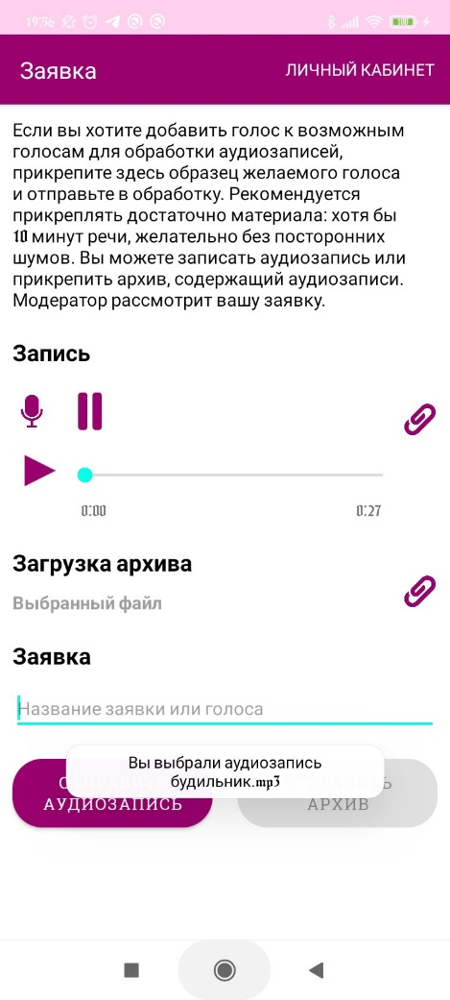 19:56
Заявка
ЛИЧНЫЙ КАБИНЕТ
Если вы хотите добавить голос к возможным
голосам для обработки аудиозаписей,
прикрепите здесь образец желаемого голоса
и отправьте в обработку. Рекомендуется
прикреплять достаточно материала: хотя бы
10 минут речи, желательно без посторонних
шумов. Вы можете записать аудиозапись или
прикрепить архив, содержащий аудиозаписи.
Модератор рассмотрит вашу заявку.
Запись
0:00
0:27
Загрузка архива
Выбранный файл
Заявка
Название заявки или голоса
Вы выбрали аудиозапись
будильник.mp3
АУДИОЗАПИСЬ
АРХИВ